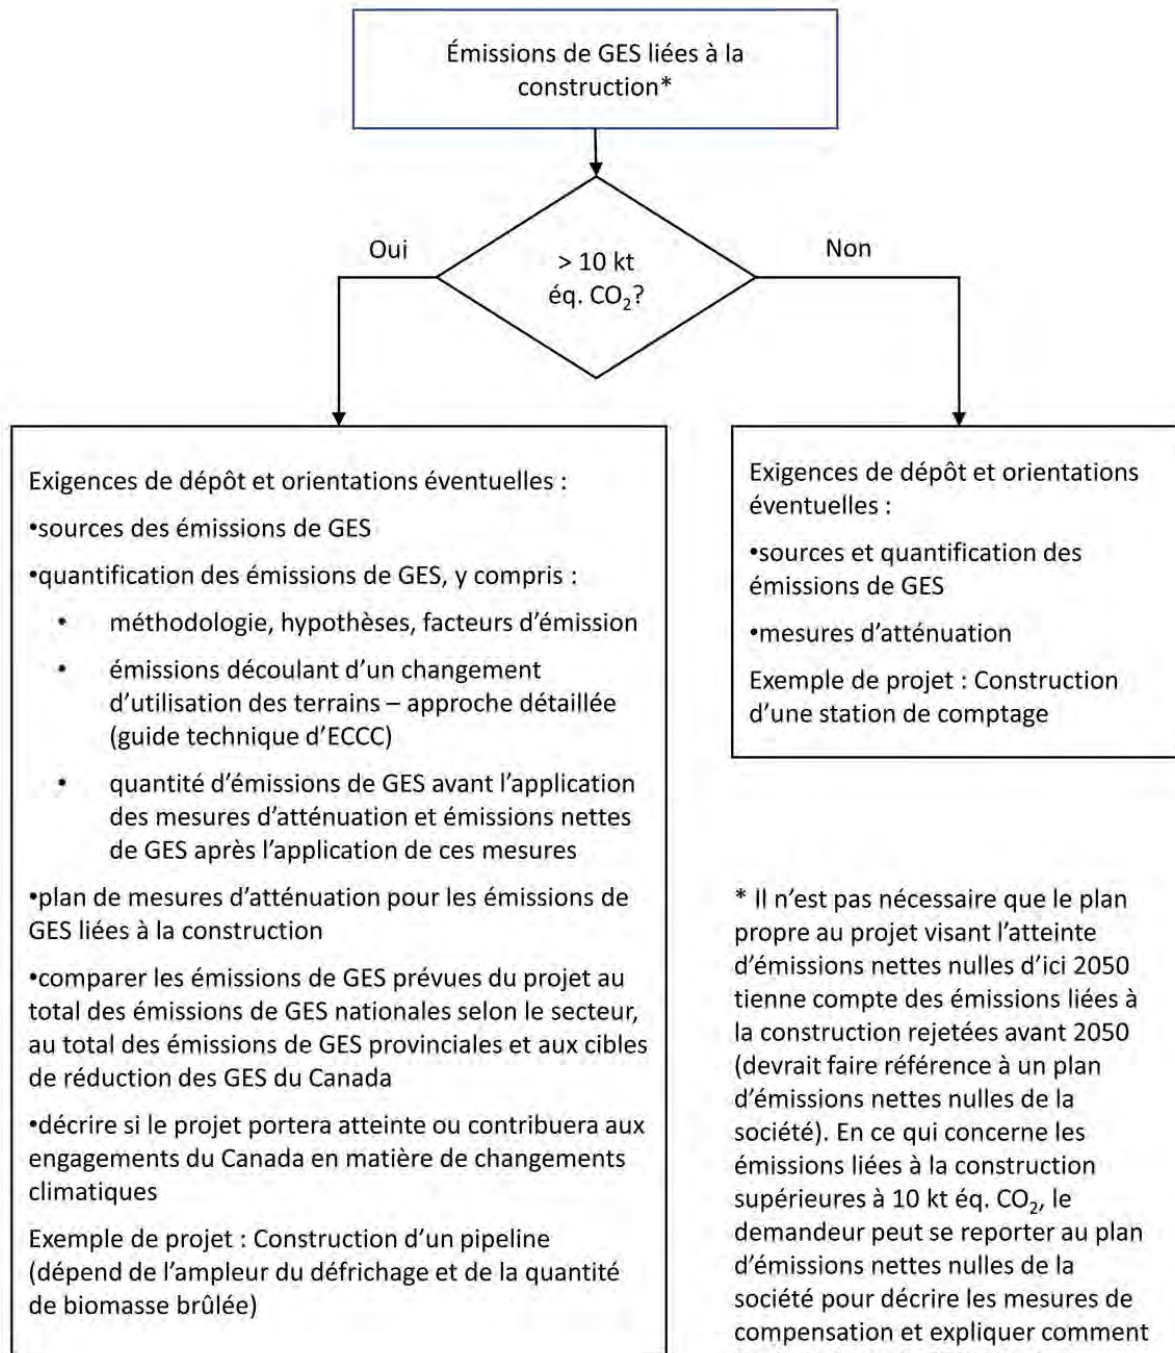 Émissions de GES liées à la
construction*
Oui
> 10 kt
éq. CO₂?
Non
Exigences de dépôt et orientations éventuelles :
•sources des émissions de GES
•quantification des émissions de GES, y compris :
• méthodologie, hypothèses, facteurs d’émission
• émissions découlant d’un changement
d’utilisation des terrains – approche détaillée
(guide technique d’ECCC)
• quantité d’émissions de GES avant l’application
des mesures d’atténuation et émissions nettes
de GES après l’application de ces mesures
•plan de mesures d’atténuation pour les émissions de
GES liées à la construction
•comparer les émissions de GES prévues du projet au
total des émissions de GES nationales selon le secteur,
au total des émissions de GES provinciales et aux cibles
de réduction des GES du Canada
•décrire si le projet portera atteinte ou contribuera aux
engagements du Canada en matière de changements
climatiques
Exemple de projet : Construction d’un pipeline
(dépend de l’ampleur du défrichage et de la quantité
de biomasse brûlée)
Exigences de dépôt et orientations
éventuelles :
•sources et quantification des
émissions de GES
•mesures d’atténuation
Exemple de projet : Construction
d’une station de comptage
* Il n’est pas nécessaire que le plan
propre au projet visant l’atteinte
d’émissions nettes nulles d’ici 2050
tienne compte des émissions liées à
la construction rejetées avant 2050
(devrait faire référence à un plan
d’émissions nettes nulles de la
société). En ce qui concerne les
émissions liées à la construction
supérieures à 10 kt éq. CO₂, le
demandeur peut se reporter au plan
d’émissions nettes nulles de la
société pour décrire les mesures de
compensation et expliquer comment